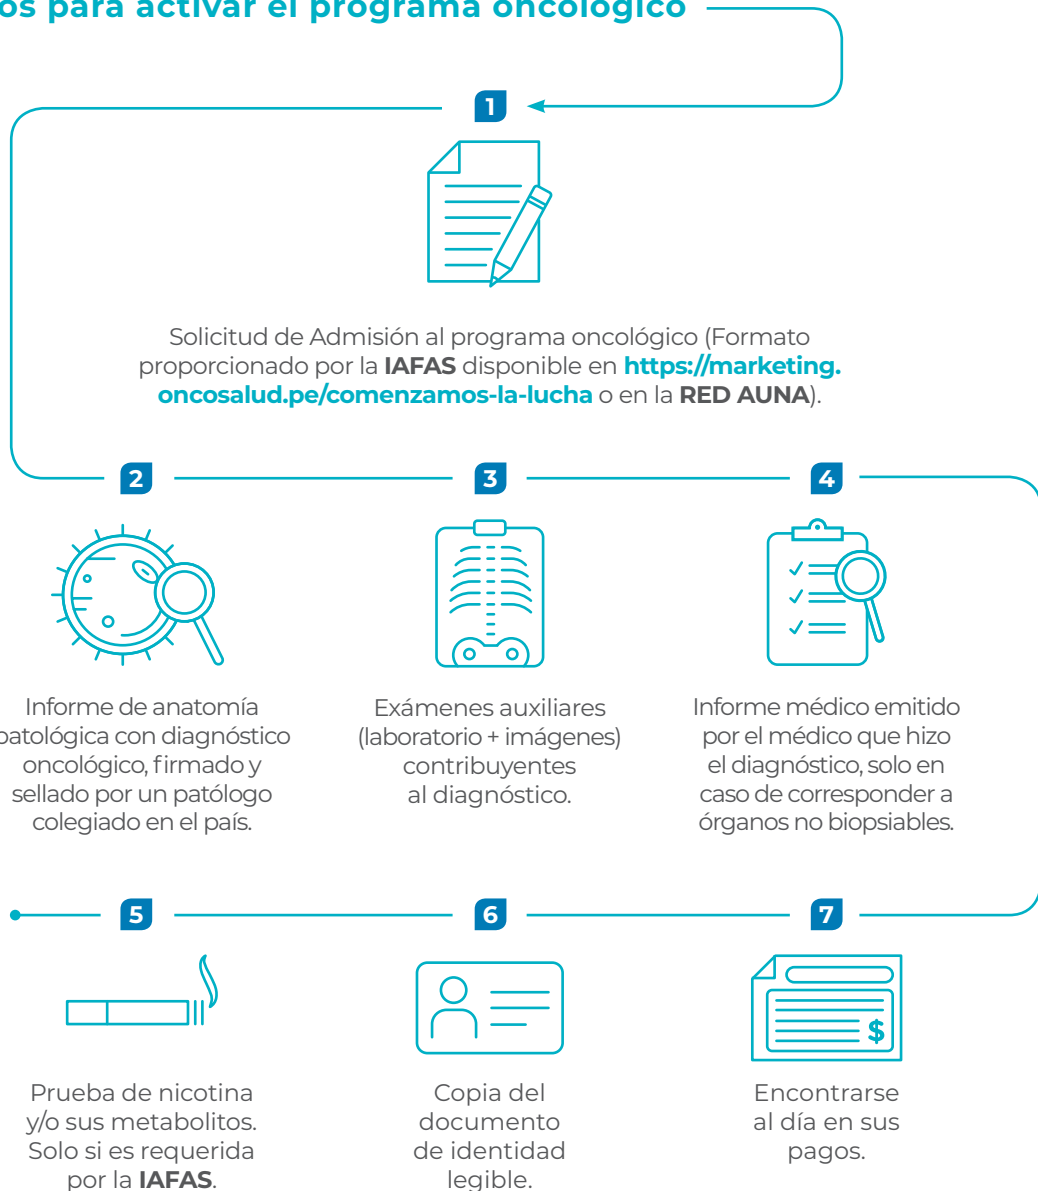 os para activar el programa oncológico
1
Solicitud de Admisión al programa oncológico (Formato
proporcionado por la IAFAS disponible en https://marketing.
oncosalud.pe/comenzamos-la-lucha o en la RED AUNA).
2
3
4
Informe de anatomía
patológica con diagnóstico
oncológico, firmado y
sellado por un patólogo
colegiado en el país.
Exámenes auxiliares
(laboratorio + imágenes)
contribuyentes
al diagnóstico.
Informe médico emitido
por el médico que hizo
el diagnóstico, solo en
caso de corresponder a
órganos no biopsiables.
5
6
7
$
Prueba de nicotina
y/o sus metabolitos.
Solo si es requerida
por la IAFAS.
Copia del
documento
de identidad
legible.
Encontrarse
al día en sus
pagos.